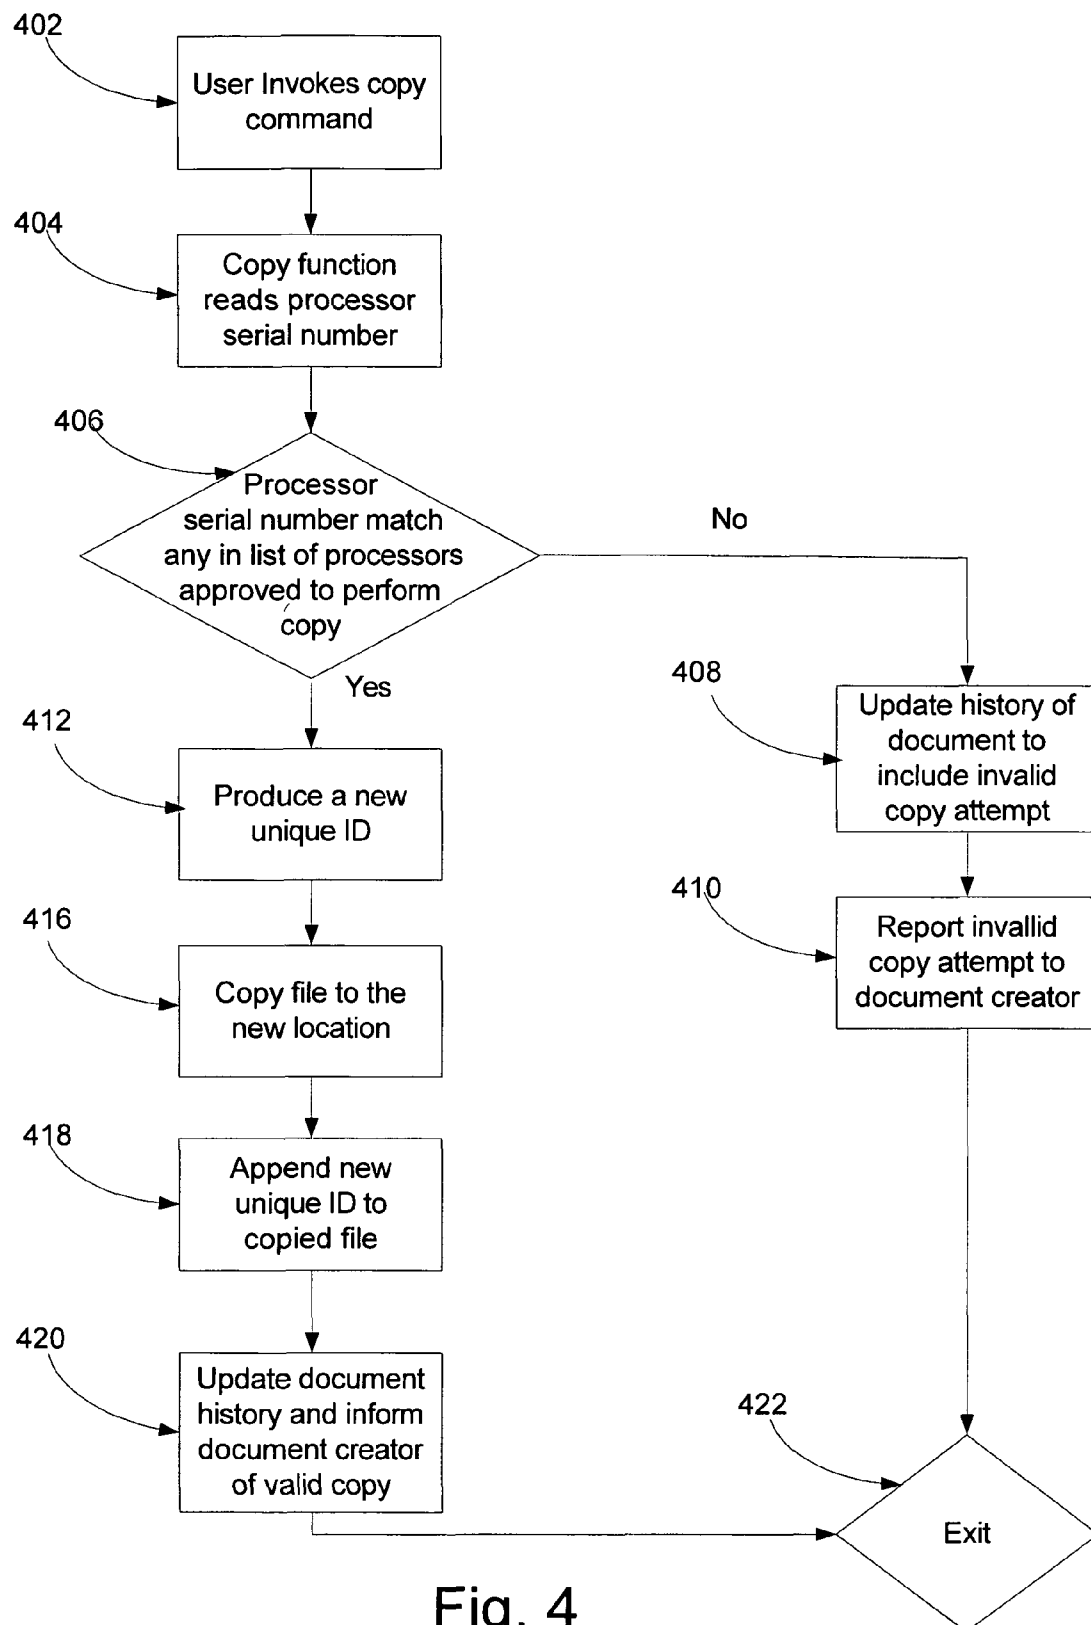 402
User Invokes copy
command
404
Copy function
reads processor
serial number
406
Processor
serial number match
any in list of processors
approved to perform
copy
No
Yes
408
Update history of
document to
include invalid
copy attempt
412
Produce a new
unique ID
410
Report invallid
copy attempt to
document creator
416
Copy file to the
new location
418
Append new
unique ID to
copied file
420
Update document
history and inform
document creator
of valid copy
422
Exit
Fig. 4